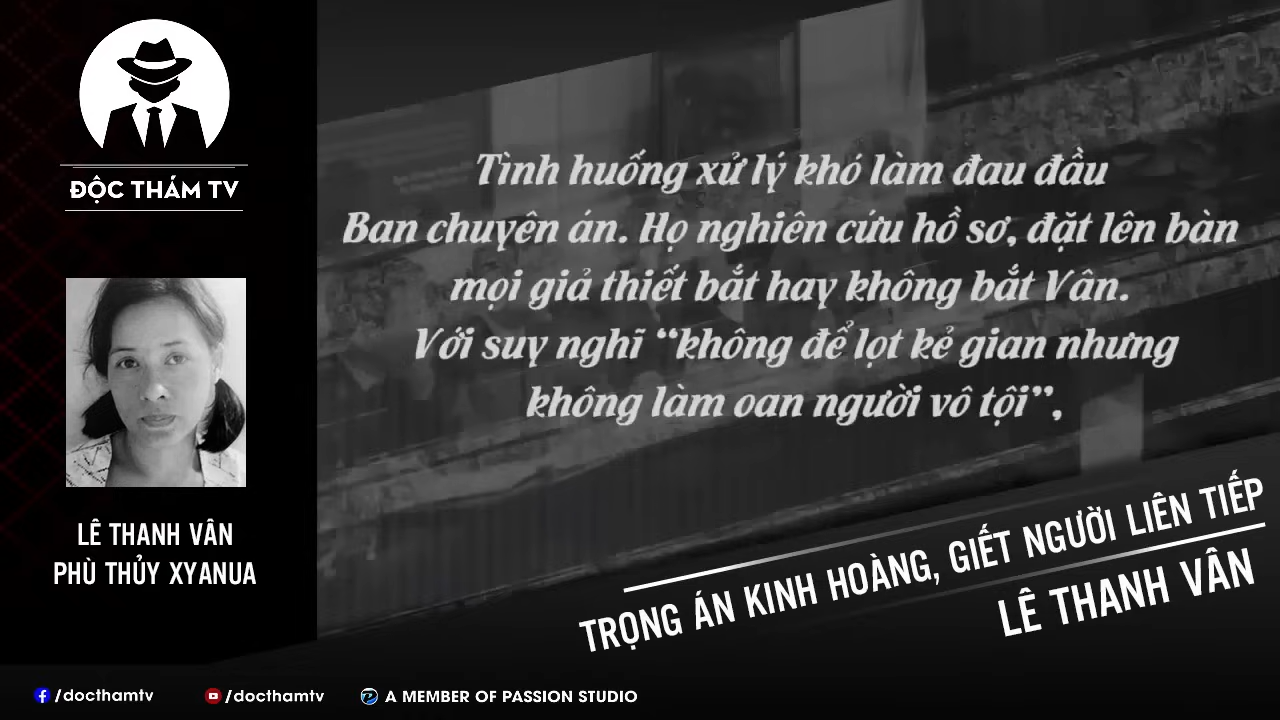 ĐỘC THÁM TV
LÊ THANH VÂN
PHÙ THỦY XYANUA
Tình huống xử lý khó làm đau đầu
Ban chuyên án. Họ nghiên cứu hồ sơ, đặt lên bàn
mọi giả thiết bắt hay không bắt Vân.
Với suy nghĩ “không để lọt kẻ gian nhưng
không làm oan người vô tội”,
TRỌNG ÁN KINH HOÀNG, GIẾT NGƯỜI LIÊN TIẾP
LÊ THANH VÂN
/docthamtv
/docthamtv
A MEMBER OF PASSION STUDIO